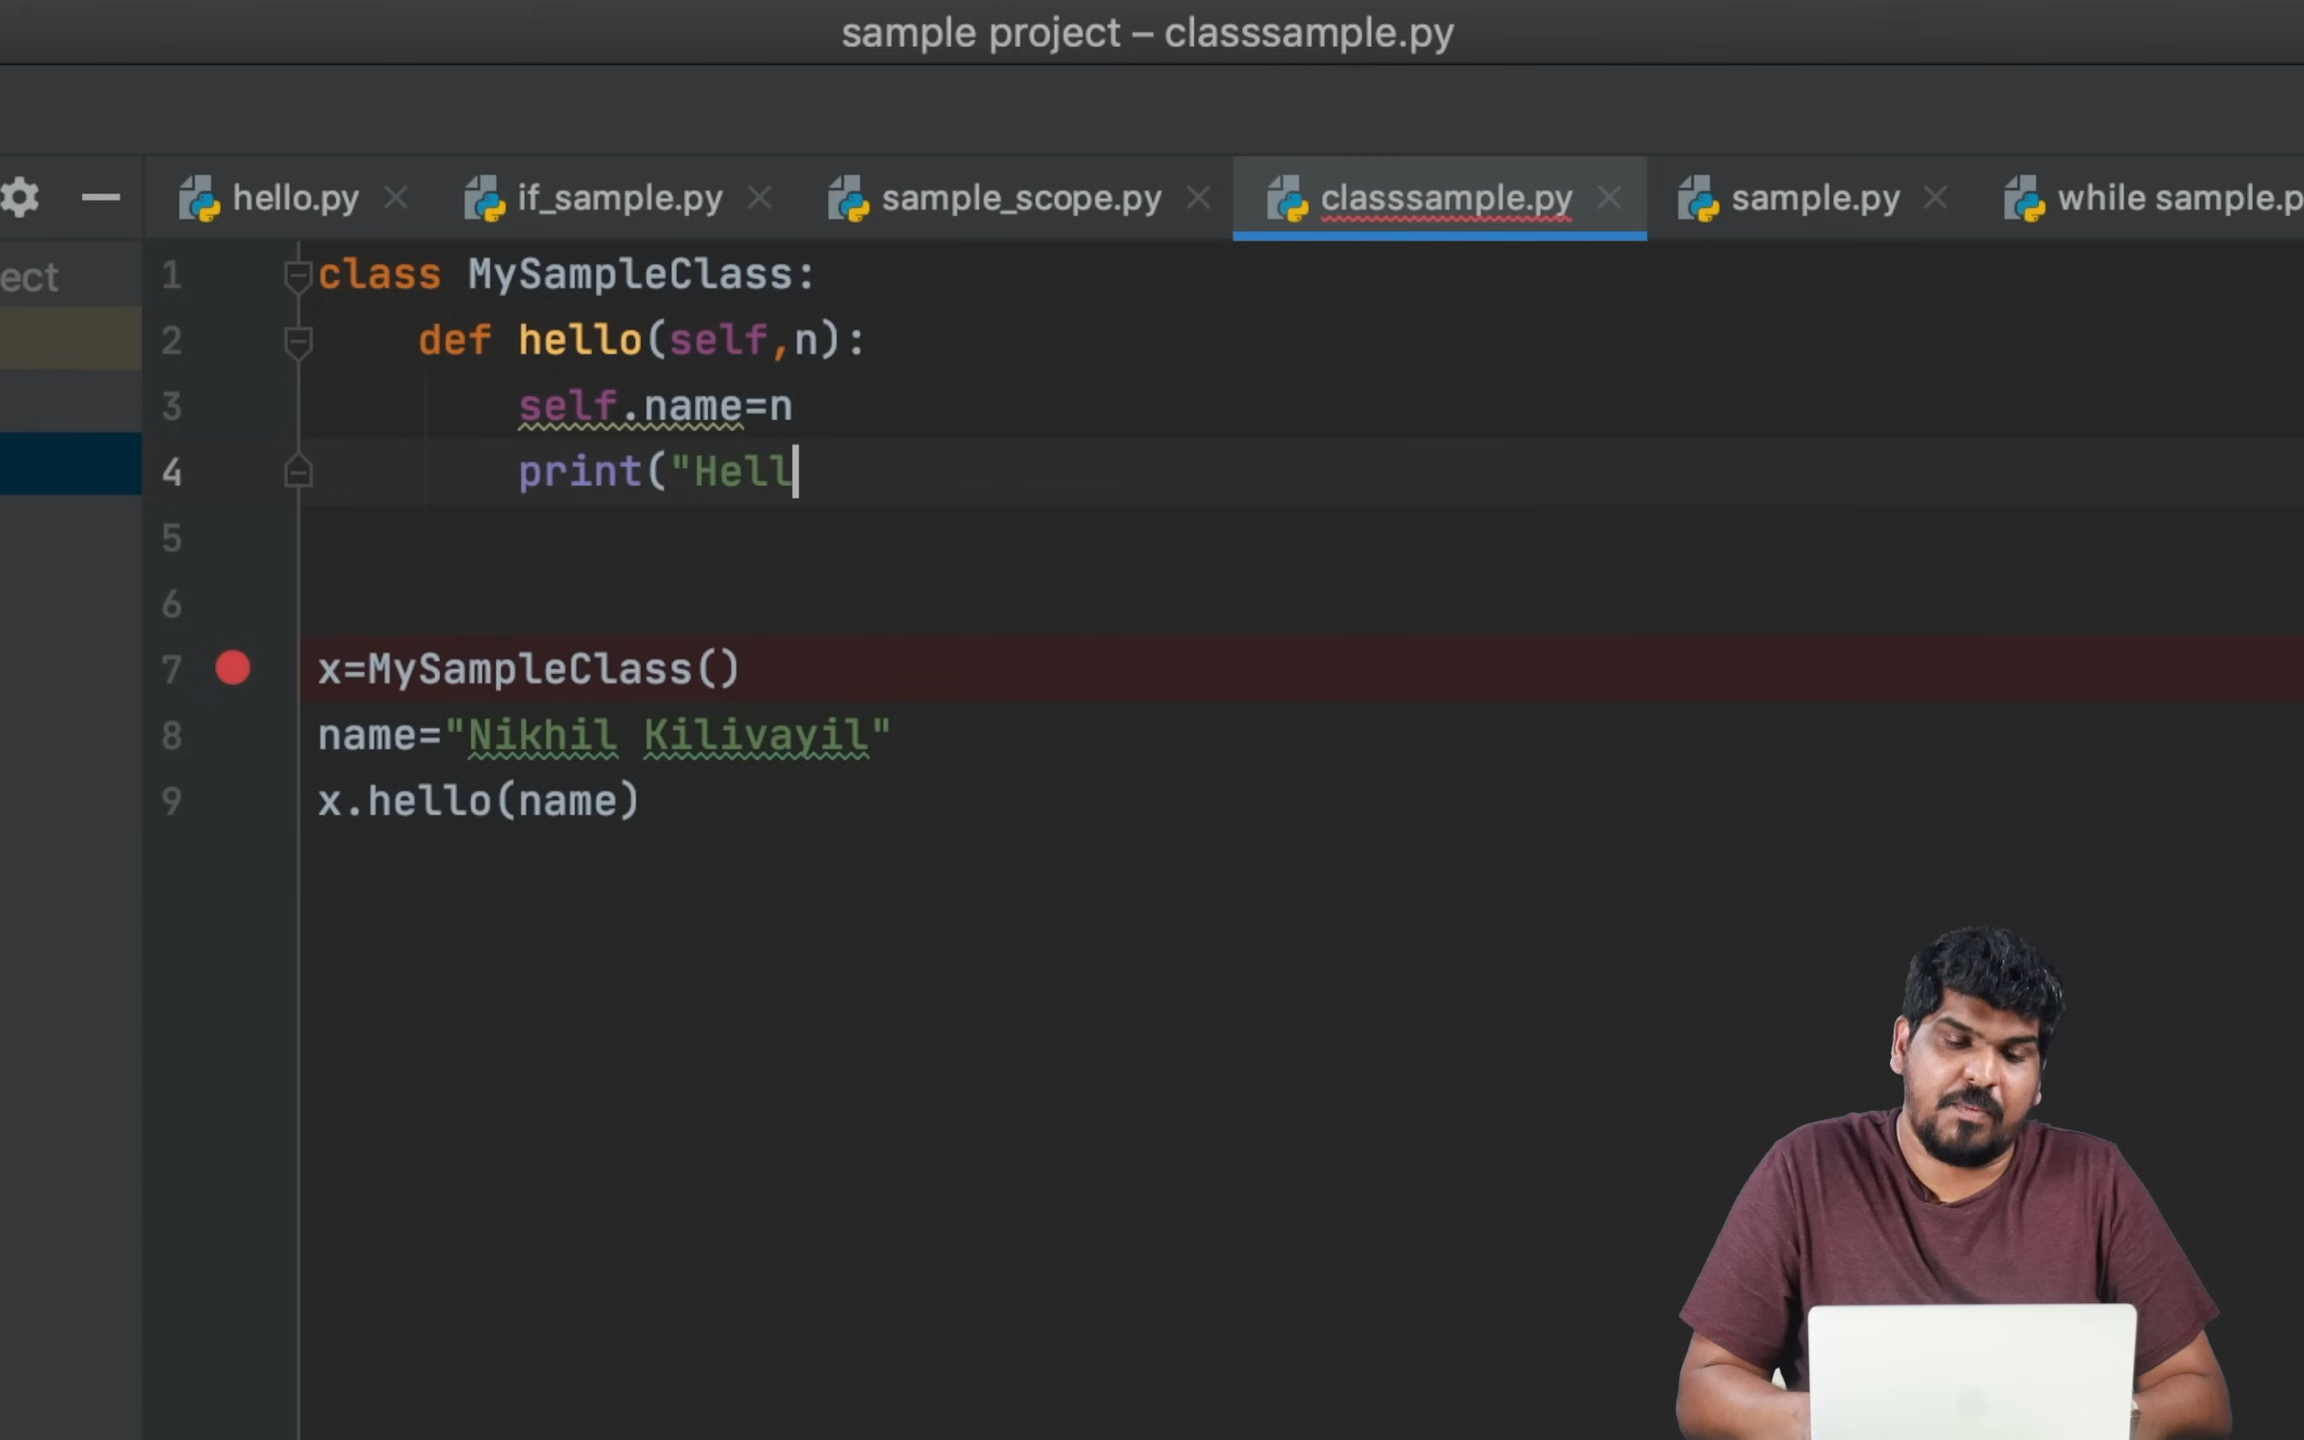 sample project – classsample.py
ect
hello.py if_sample.py sample_scope.py classsample.py sample.py while sample.p
1 class MySampleClass:
2 def hello(self,n):
3 self.name=n
4 print("Hell
5
6
7 x=MySampleClass()
8 name="Nikhil Kilivayil"
9 x.hello(name)